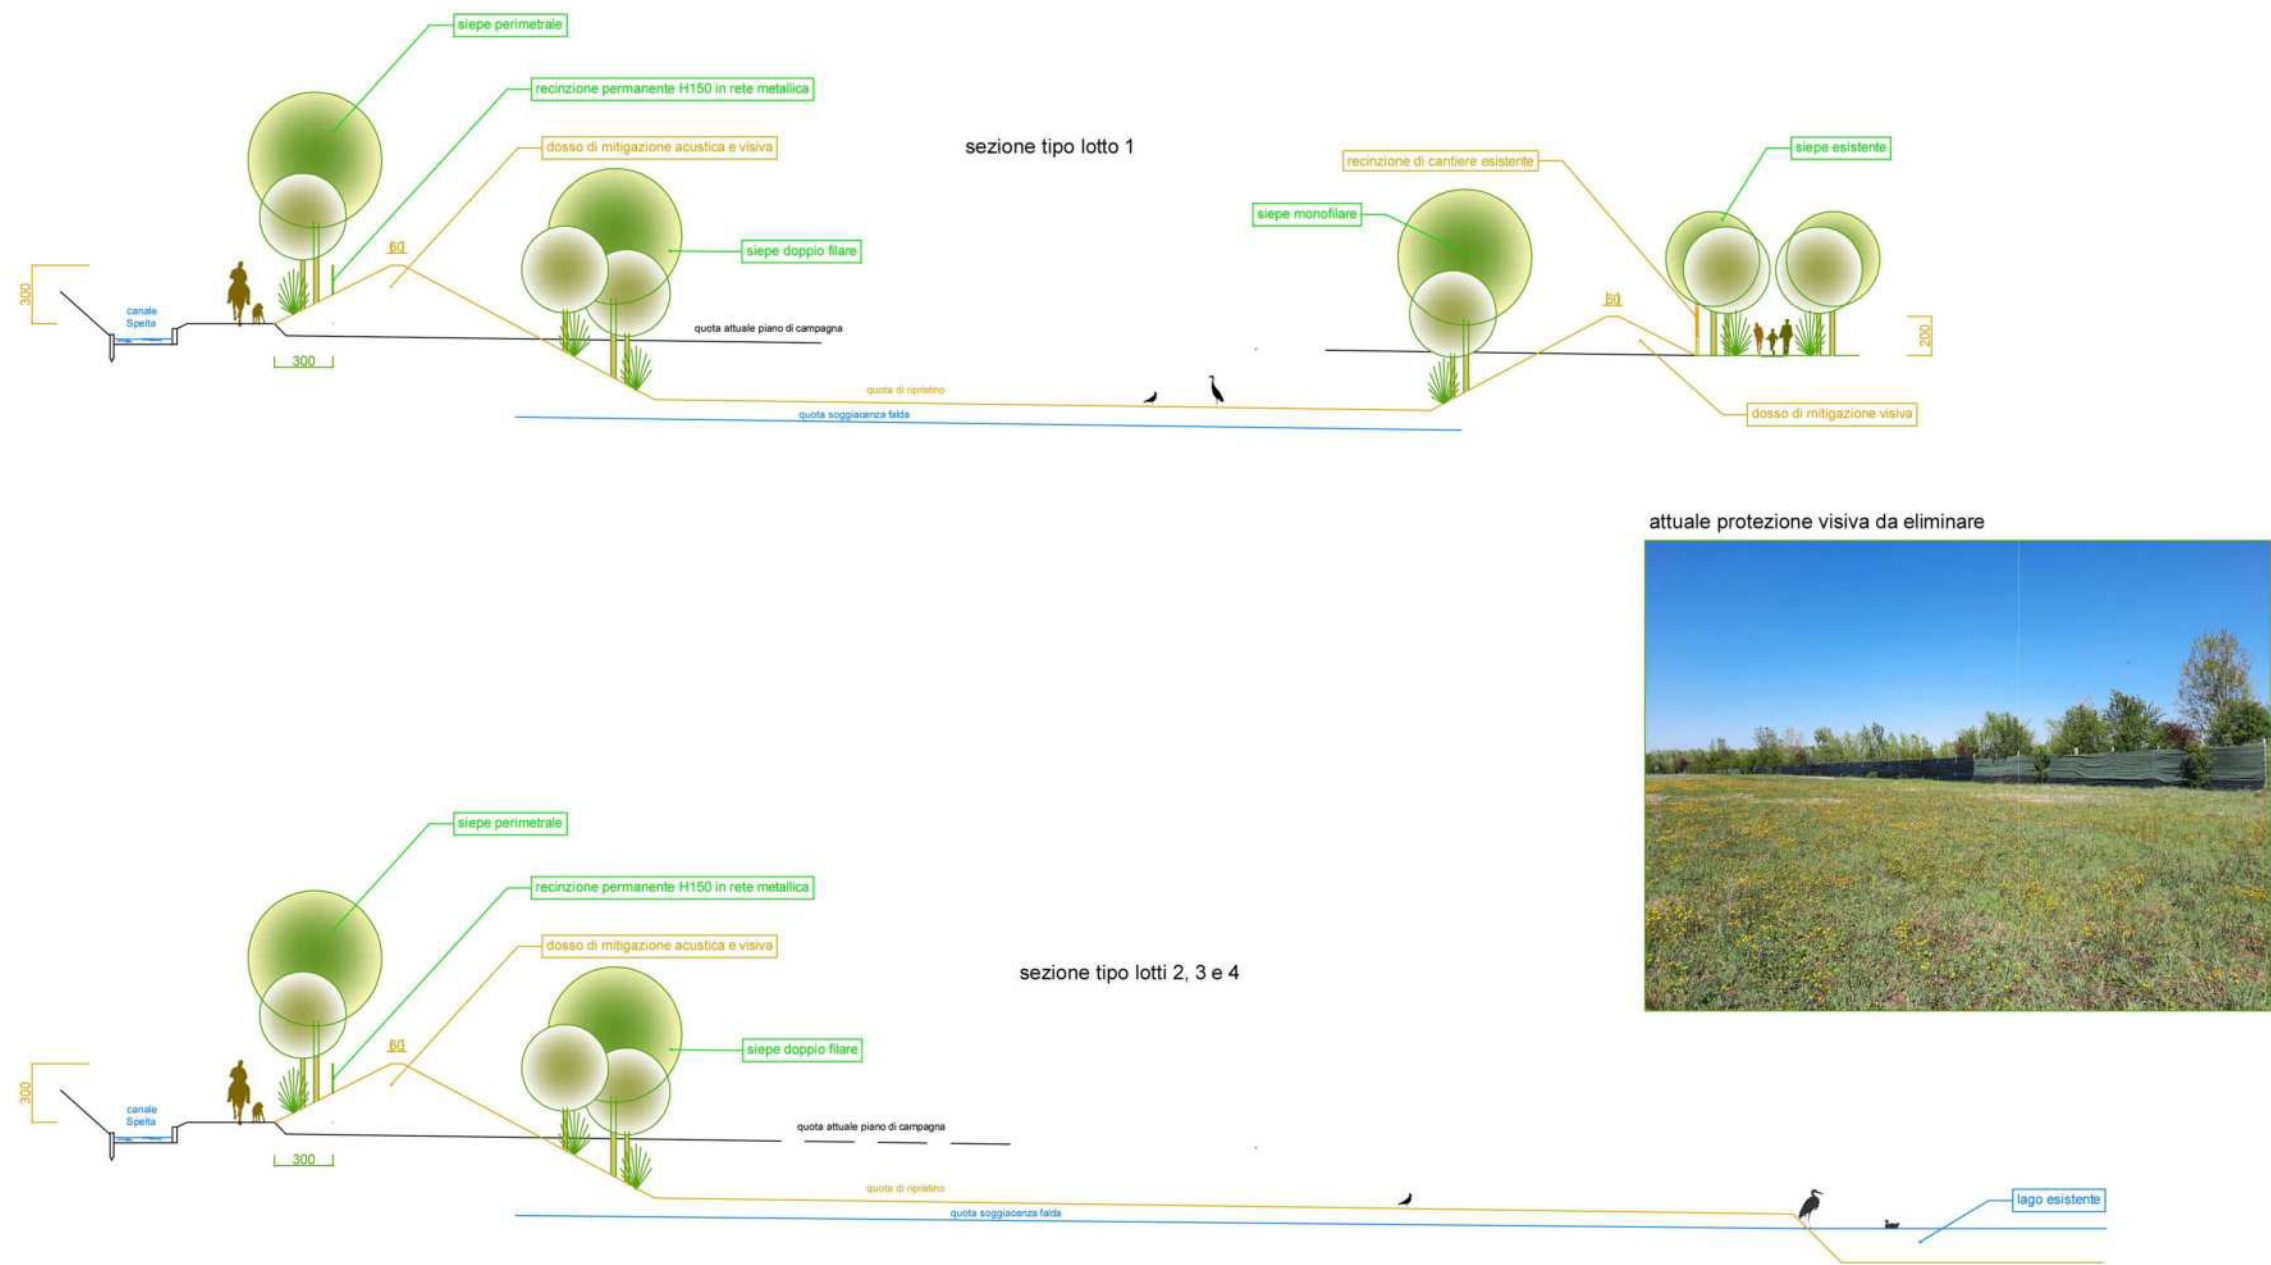 siepe perimetrale
recinzione permanente H150 in rete metallica
dosso di mitigazione acustica e visiva
sezione tipo lotto 1
siepe esistente
recinzione di cantiere esistente
siepe monofilare
60
siepe doppio filare
300
canale
Spelta
quota attuale piano di campagna
60
200
300
quota di ripristino
quota soggiacenza falda
dosso di mitigazione visiva
attuale protezione visiva da eliminare
siepe perimetrale
recinzione permanente H150 in rete metallica
dosso di mitigazione acustica e visiva
sezione tipo lotti 2, 3 e 4
60
siepe doppio filare
300
canale
Spelta
quota attuale piano di campagna
300
quota di ripristino
quota soggiacenza falda
lago esistente